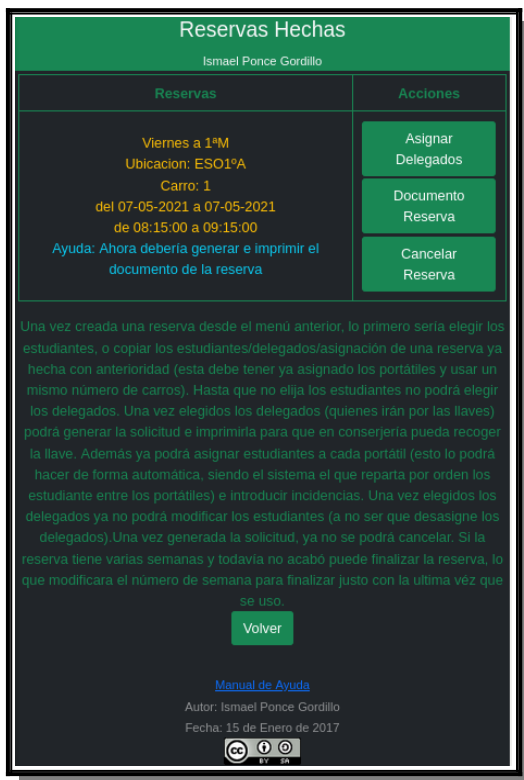 Reservas Hechas
Ismael Ponce Gordillo
Reservas
Acciones
Viernes a 1ªM
Ubicacion: ESO1ºA
Carro: 1
del 07-05-2021 a 07-05-2021
de 08:15:00 a 09:15:00
Ayuda: Ahora debería generar e imprimir el
documento de la reserva
Asignar
Delegados
Documento
Reserva
Cancelar
Reserva
Una vez creada una reserva desde el menú anterior, lo primero sería elegir los
estudiantes, o copiar los estudiantes/delegados/asignación de una reserva ya
hecha con anterioridad (esta debe tener ya asignado los portátiles y usar un
mismo número de carros). Hasta que no elija los estudiantes no podrá elegir
los delegados. Una vez elegidos los delegados (quienes irán por las llaves)
podrá generar la solicitud e imprimirla para que en conserjería pueda recoger
la llave. Además ya podrá asignar estudiantes a cada portátil (esto lo podrá
hacer de forma automática, siendo el sistema el que reparta por orden los
estudiante entre los portátiles) e introducir incidencias. Una vez elegidos los
delegados ya no podrá modificar los estudiantes (a no ser que desasigne los
delegados).Una vez generada la solicitud, ya no se podrá cancelar. Si la
reserva tiene varias semanas y todavía no acabó puede finalizar la reserva, lo
que modificara el número de semana para finalizar justo con la ultima véz que
se uso.
Volver
Manual de Ayuda
Autor: Ismael Ponce Gordillo
Fecha: 15 de Enero de 2017
cc BY SA